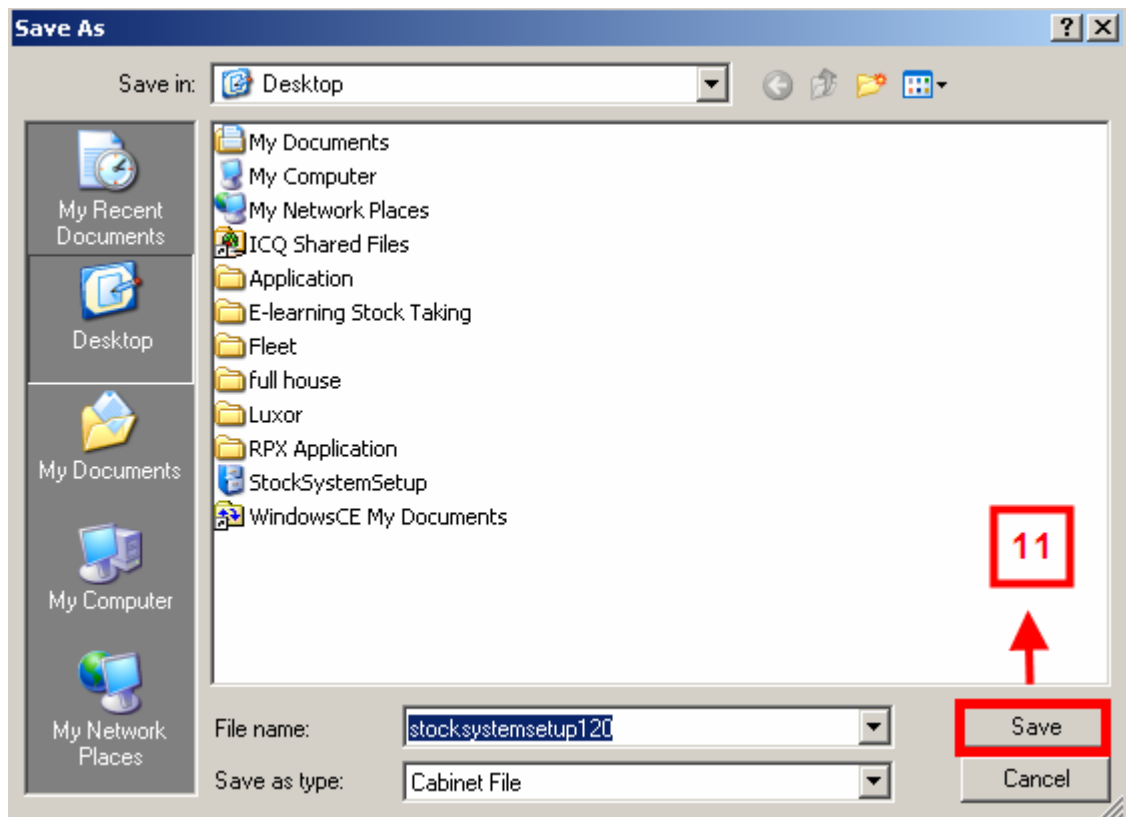 Save As
Save in:
Desktop
My Recent
Documents
Desktop
My Documents
My Computer
My Network
Places
My Documents
My Computer
My Network Places
ICQ Shared Files
Application
E-learning Stock Taking
Fleet
full house
Luxor
RPX Application
StockSystemSetup
WindowsCE My Documents
11
File name:
stocksystemsetup120
Save
Save as type:
Cabinet File
Cancel